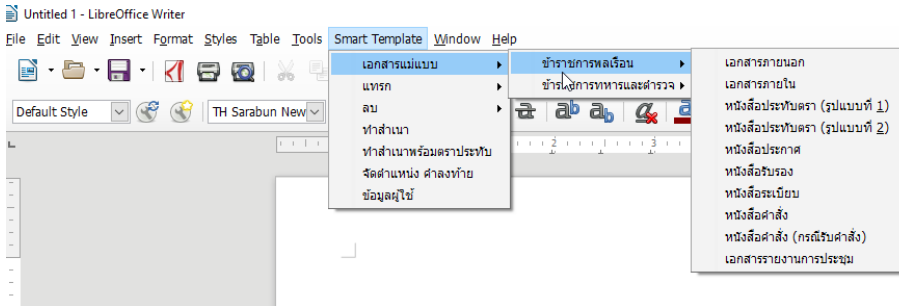 Untitled 1 - LibreOffice Writer
File Edit View Insert Format Styles Table Tools Smart Template Window Help
เอกสารแม่แบบ
แทรก
ลบ
ทำสำเนา
ทำสำเนาพร้อมตราประทับ
จัดตำแหน่ง คำลงท้าย
ข้อมูลผู้ใช้
ข้าราชการพลเรือน
ข้าราชการทหารและตำรวจ
เอกสารภายนอก
เอกสารภายใน
หนังสือประทับตรา (รูปแบบที่ 1)
หนังสือประทับตรา (รูปแบบที่ 2)
หนังสือประกาศ
หนังสือรับรอง
หนังสือระเบียบ
หนังสือคำสั่ง
หนังสือคำสั่ง (กรณีรับคำสั่ง)
เอกสารรายงานการประชุม
Default Style
TH Sarabun New
2 3